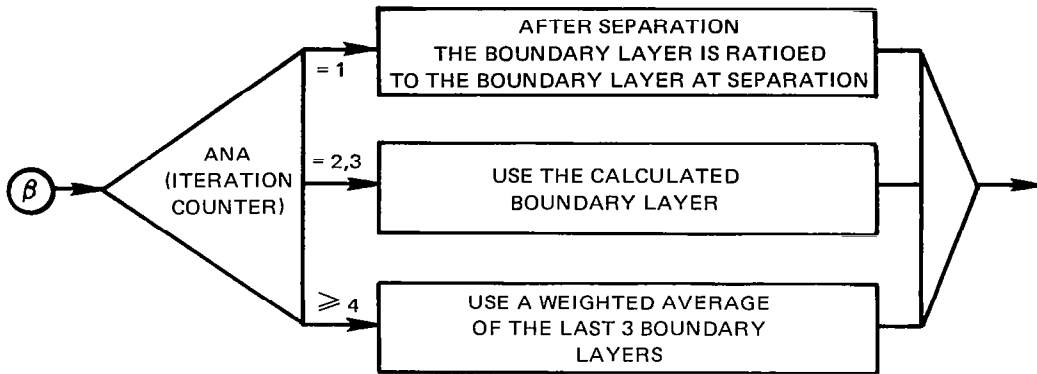 AFTER SEPARATION
THE BOUNDARY LAYER IS RATIOED
TO THE BOUNDARY LAYER AT SEPARATION
= 1
β
ANA
(ITERATION
COUNTER)
= 2,3
USE THE CALCULATED
BOUNDARY LAYER
⩾ 4
USE A WEIGHTED AVERAGE
OF THE LAST 3 BOUNDARY
LAYERS